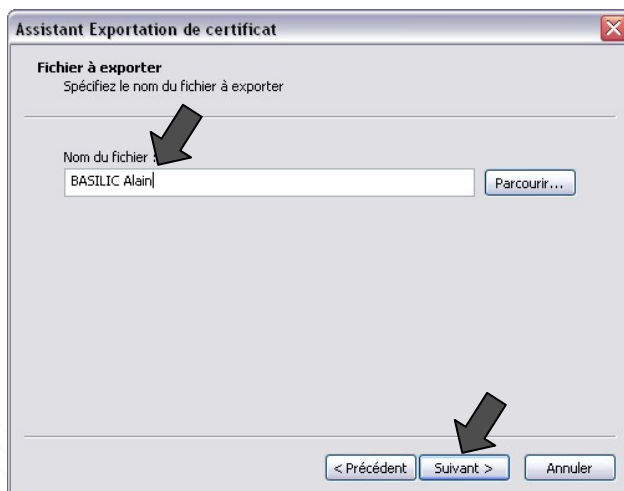 Assistant Exportation de certificat
Fichier à exporter
Spécifiez le nom du fichier à exporter
Nom du fichier :
BASILIC Alain
Parcourir...
< Précédent
Suivant >
Annuler